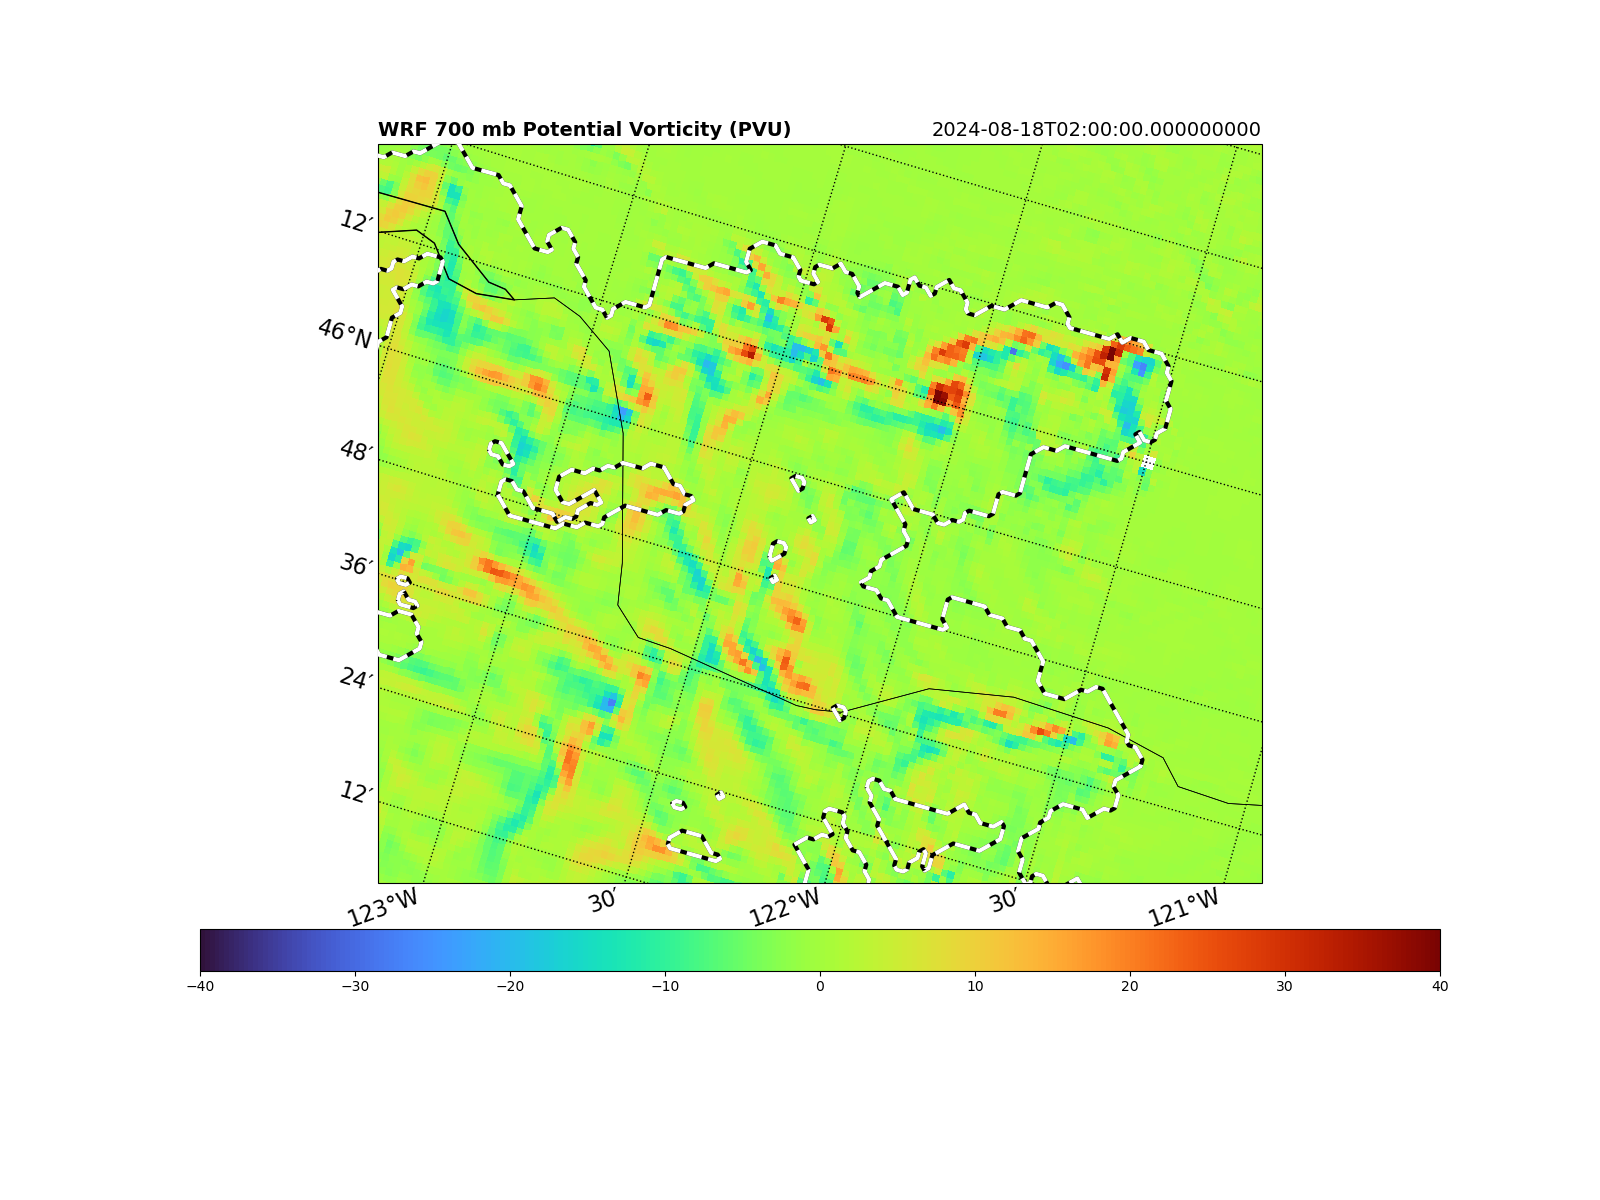 WRF 700 mb Potential Vorticity (PVU) 2024-08-18T02:00:00.000000000
12′
46°N
48′
36′
24′
12′
123°W 30′ 122°W 30′ 121°W
−40 −30 −20 −10 0 10 20 30 40